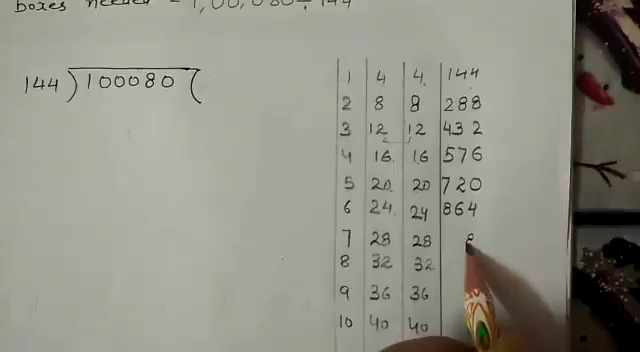 boxes needed = 1,00,080 ÷ 144
144 ) 100080 (
1 4 4 144
2 8 8 288
3 12 12 432
4 16 16 576
5 20 20 720
6 24 24 864
7 28 28 8
8 32 32
9 36 36
10 40 40